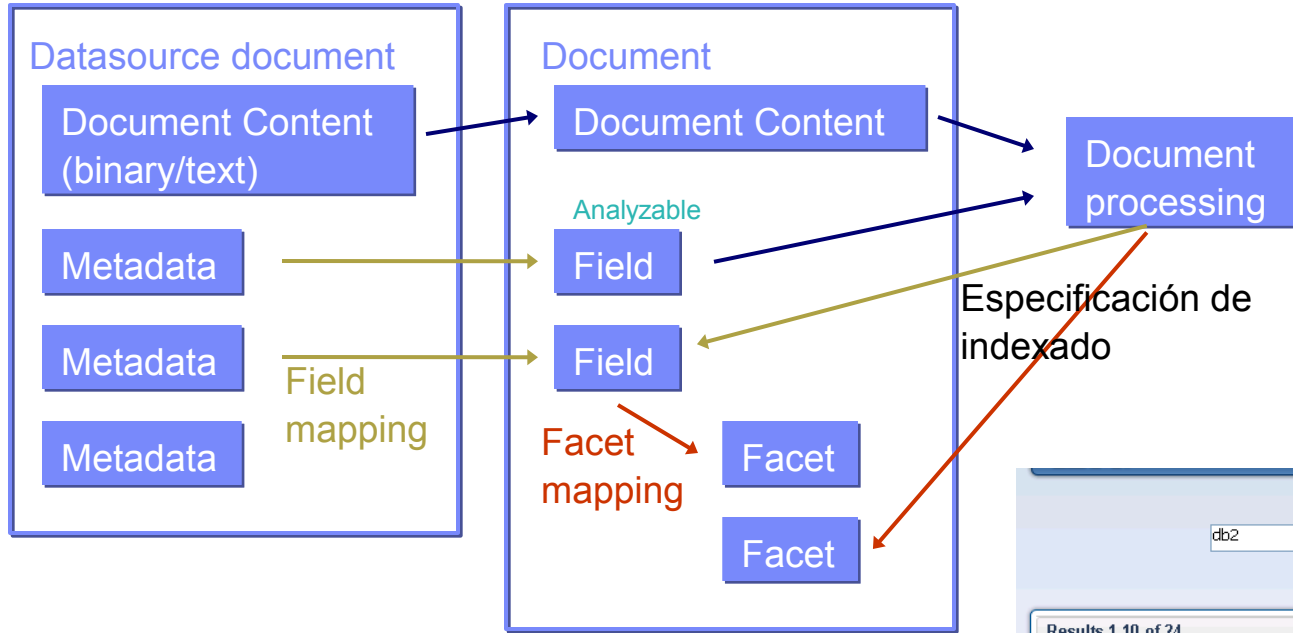 Datasource document
Document Content
(binary/text)
Metadata
Metadata
Metadata
Field
mapping
Document
Document Content
Analyzable
Field
Field
Facet
mapping
Facet
Facet
Document
processing
Especificación de
indexado
db2
Results 1-10 of 24